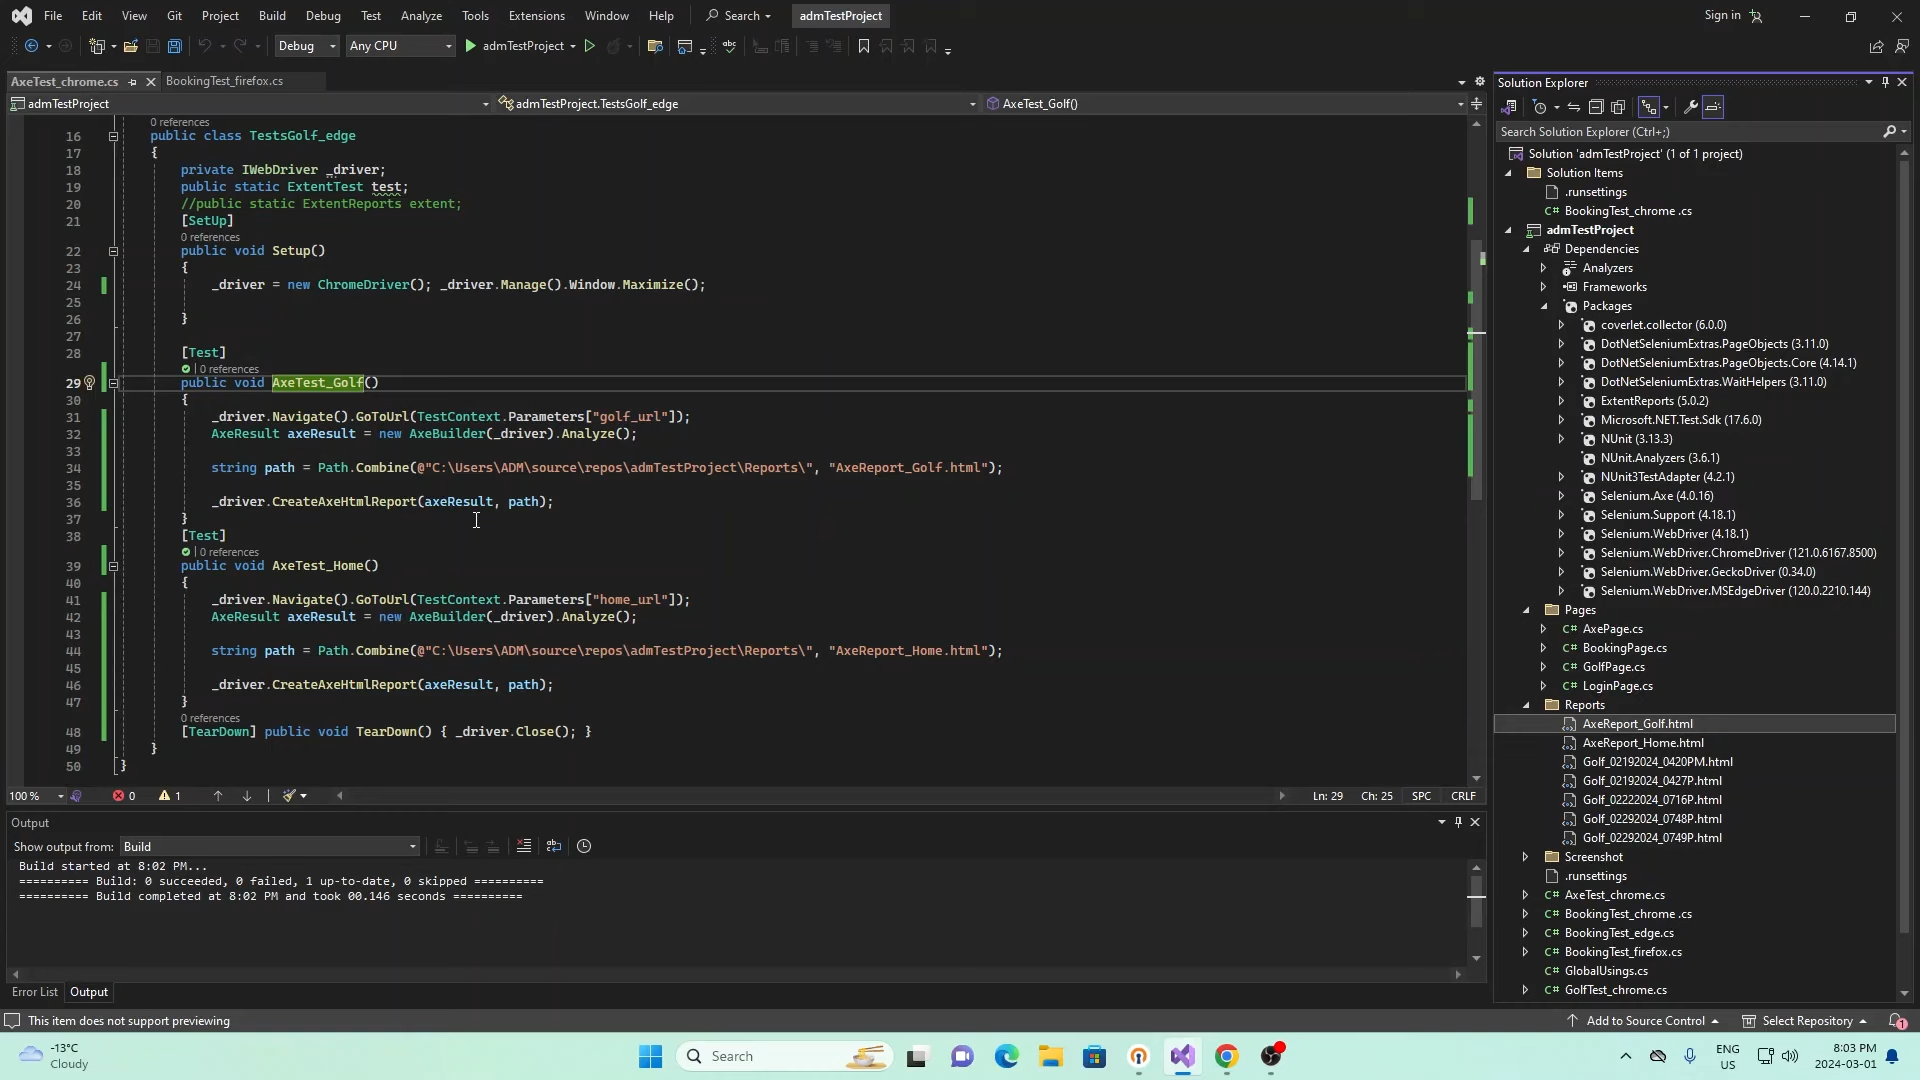 File Edit View Git Project Build Debug Test Analyze Tools Extensions Window Help Search admTestProject Sign in
Debug Any CPU admTestProject
AxeTest_chrome.cs BookingTest_firefox.cs
admTestProject admTestProject.TestsGolf_edge AxeTest_Golf()
0 references
16 public class TestsGolf_edge
17 {
18 private IWebDriver _driver;
19 public static ExtentTest test;
20 //public static ExtentReports extent;
21 [SetUp]
0 references
22 public void Setup()
23 {
24 _driver = new ChromeDriver(); _driver.Manage().Window.Maximize();
25
26 }
27
28 [Test]
0 references
29 public void AxeTest_Golf()
30 {
31 _driver.Navigate().GoToUrl(TestContext.Parameters["golf_url"]);
32 AxeResult axeResult = new AxeBuilder(_driver).Analyze();
33
34 string path = Path.Combine(@"C:\Users\ADM\source\repos\admTestProject\Reports\", "AxeReport_Golf.html");
35
36 _driver.CreateAxeHtmlReport(axeResult, path);
37 }
38 [Test]
0 references
39 public void AxeTest_Home()
40 {
41 _driver.Navigate().GoToUrl(TestContext.Parameters["home_url"]);
42 AxeResult axeResult = new AxeBuilder(_driver).Analyze();
43
44 string path = Path.Combine(@"C:\Users\ADM\source\repos\admTestProject\Reports\", "AxeReport_Home.html");
45
46 _driver.CreateAxeHtmlReport(axeResult, path);
47 }
0 references
48 [TearDown] public void TearDown() { _driver.Close(); }
49 }
50 }
100 % 0 1 Ln: 29 Ch: 25 SPC CRLF
Output
Show output from: Build
Build started at 8:02 PM...
========== Build: 0 succeeded, 0 failed, 1 up-to-date, 0 skipped ==========
========== Build completed at 8:02 PM and took 00.146 seconds ==========
Error List Output
Solution Explorer
Search Solution Explorer (Ctrl+;)
Solution 'admTestProject' (1 of 1 project)
Solution Items
.runsettings
C# BookingTest_chrome .cs
admTestProject
Dependencies
Analyzers
Frameworks
Packages
coverlet.collector (6.0.0)
DotNetSeleniumExtras.PageObjects (3.11.0)
DotNetSeleniumExtras.PageObjects.Core (4.14.1)
DotNetSeleniumExtras.WaitHelpers (3.11.0)
ExtentReports (5.0.2)
Microsoft.NET.Test.Sdk (17.6.0)
NUnit (3.13.3)
NUnit.Analyzers (3.6.1)
NUnit3TestAdapter (4.2.1)
Selenium.Axe (4.0.16)
Selenium.Support (4.18.1)
Selenium.WebDriver (4.18.1)
Selenium.WebDriver.ChromeDriver (121.0.6167.8500)
Selenium.WebDriver.GeckoDriver (0.34.0)
Selenium.WebDriver.MSEdgeDriver (120.0.2210.144)
Pages
C# AxePage.cs
C# BookingPage.cs
C# GolfPage.cs
C# LoginPage.cs
Reports
AxeReport_Golf.html
AxeReport_Home.html
Golf_02192024_0420PM.html
Golf_02192024_0427P.html
Golf_02222024_0716P.html
Golf_02292024_0748P.html
Golf_02292024_0749P.html
Screenshot
.runsettings
C# AxeTest_chrome.cs
C# BookingTest_chrome .cs
C# BookingTest_edge.cs
C# BookingTest_firefox.cs
C# GlobalUsings.cs
C# GolfTest_chrome.cs
This item does not support previewing Add to Source Control Select Repository 1
-13°C
Cloudy
Search
ENG
US
8:03 PM
2024-03-01